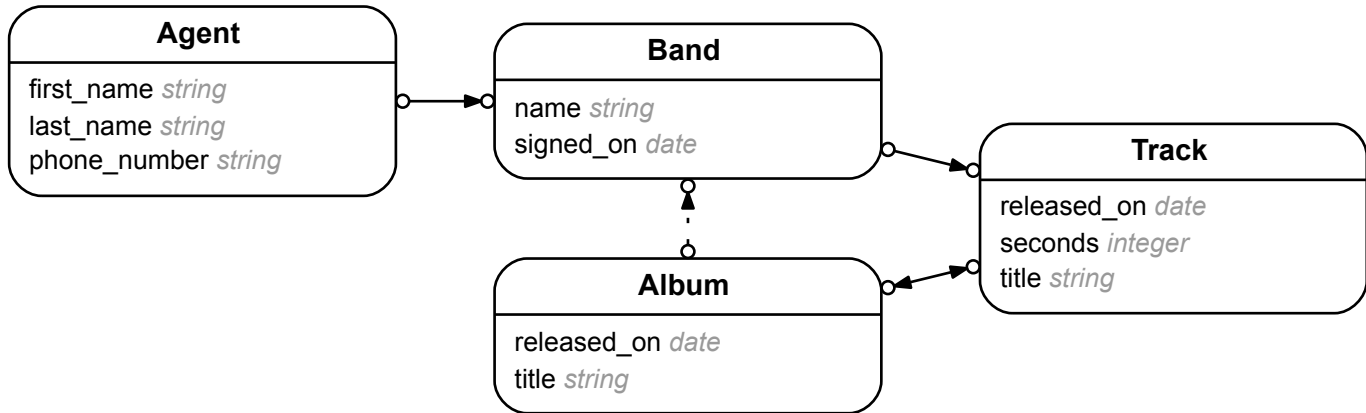 Agent
first_name string
last_name string
phone_number string
Band
name string
signed_on date
Track
released_on date
seconds integer
title string
Album
released_on date
title string